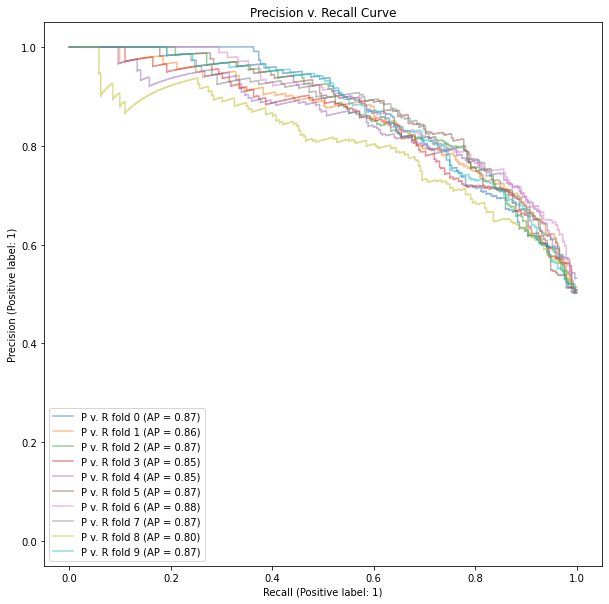 Precision v. Recall Curve
Precision (Positive label: 1)
1.0
0.8
0.6
0.4
0.2
0.0
P v. R fold 0 (AP = 0.87)
P v. R fold 1 (AP = 0.86)
P v. R fold 2 (AP = 0.87)
P v. R fold 3 (AP = 0.85)
P v. R fold 4 (AP = 0.85)
P v. R fold 5 (AP = 0.87)
P v. R fold 6 (AP = 0.88)
P v. R fold 7 (AP = 0.87)
P v. R fold 8 (AP = 0.80)
P v. R fold 9 (AP = 0.87)
0.0 0.2 0.4 0.6 0.8 1.0
Recall (Positive label: 1)